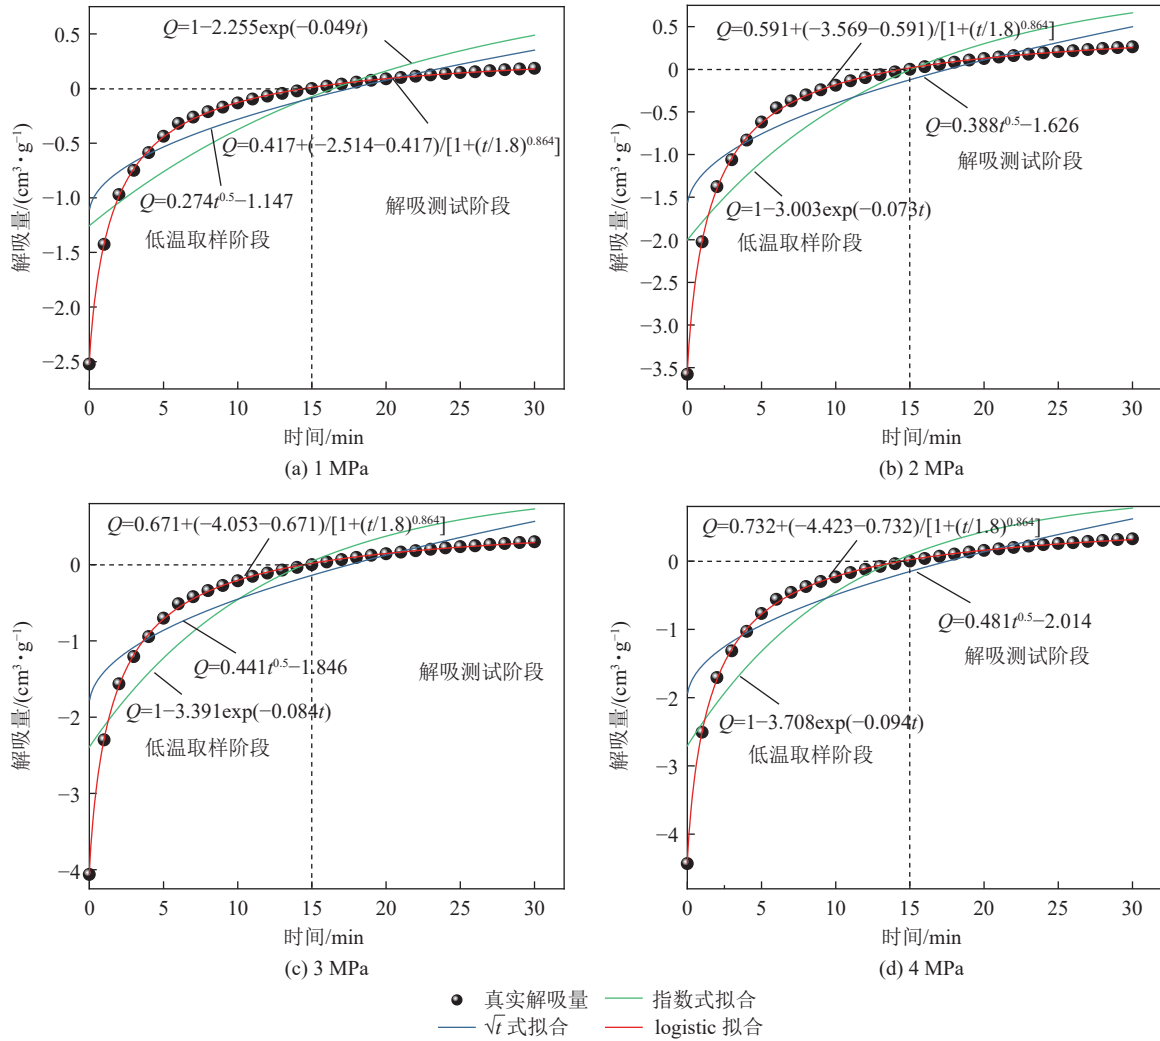 Q=1−2.255exp(−0.049t)
Q=0.417+(−2.514−0.417)/[1+(t/1.8)^0.864]
Q=0.274t^0.5−1.147
解吸测试阶段
低温取样阶段
解吸量/(cm³·g⁻¹)
0.5
0
−0.5
−1.0
−1.5
−2.0
−2.5
0 5 10 15 20 25 30
时间/min
(a) 1 MPa
Q=0.591+(−3.569−0.591)/[1+(t/1.8)^0.864]
Q=0.388t^0.5−1.626
解吸测试阶段
Q=1−3.003exp(−0.073t)
低温取样阶段
解吸量/(cm³·g⁻¹)
0.5
0
−0.5
−1.0
−1.5
−2.0
−2.5
−3.0
−3.5
0 5 10 15 20 25 30
时间/min
(b) 2 MPa
Q=0.671+(−4.053−0.671)/[1+(t/1.8)^0.864]
Q=0.441t^0.5−1.846
解吸测试阶段
Q=1−3.391exp(−0.084t)
低温取样阶段
解吸量/(cm³·g⁻¹)
0
−1
−2
−3
−4
0 5 10 15 20 25 30
时间/min
(c) 3 MPa
Q=0.732+(−4.423−0.732)/[1+(t/1.8)^0.864]
Q=0.481t^0.5−2.014
解吸测试阶段
Q=1−3.708exp(−0.094t)
低温取样阶段
解吸量/(cm³·g⁻¹)
0
−1
−2
−3
−4
0 5 10 15 20 25 30
时间/min
(d) 4 MPa
真实解吸量 指数式拟合
√t 式拟合 logistic 拟合